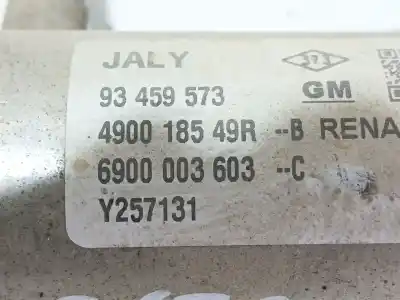 JALY
93 459 573 GM
4900 185 49R --B RENA
6900 003 603 --C
Y257131